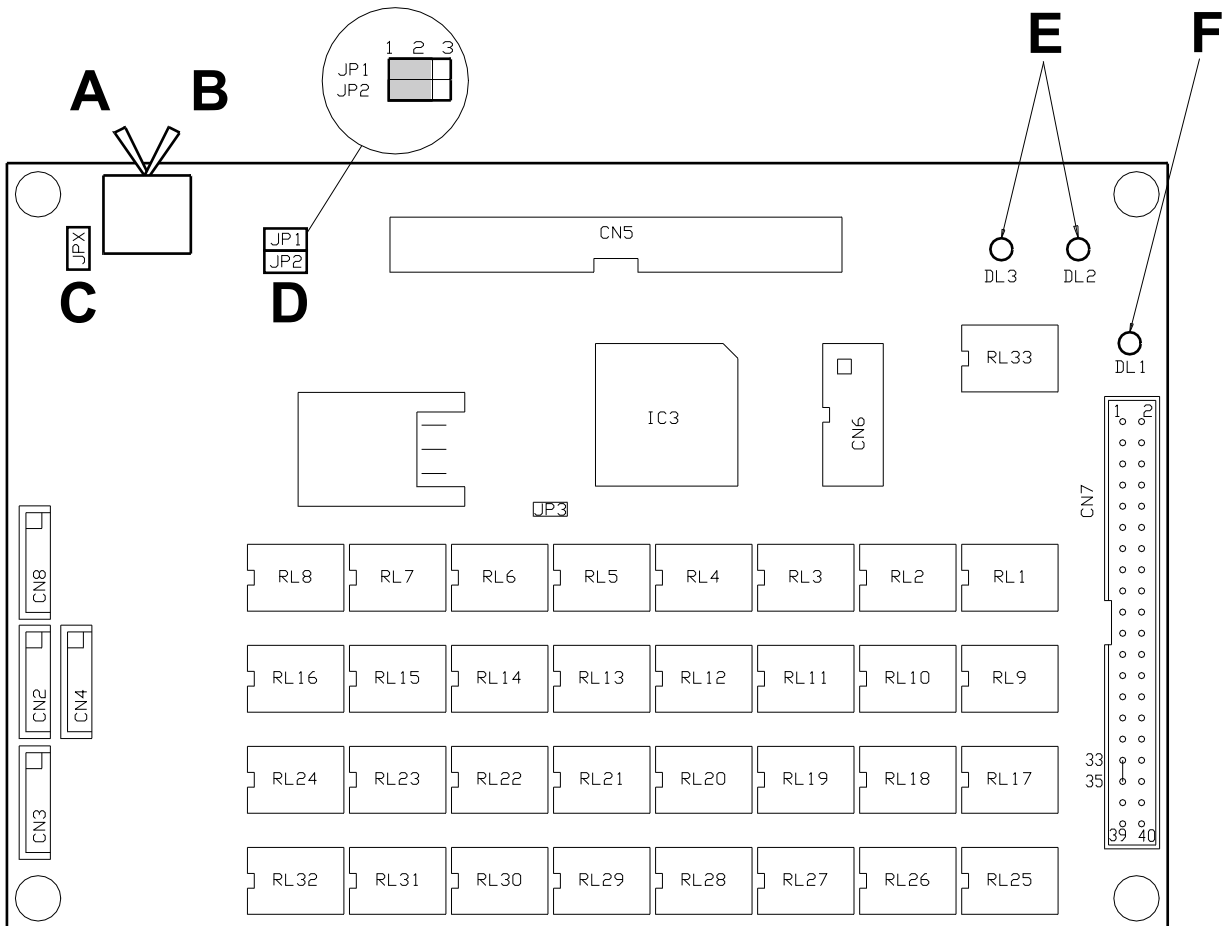 E F
1 2 3
JP1
JP2
A B
JPX
JP1
JP2
CN5
C
D
DL3 DL2
RL33
DL1
IC3
CN6
1 2
CN7
JP3
RL8 RL7 RL6 RL5 RL4 RL3 RL2 RL1
CN8
RL16 RL15 RL14 RL13 RL12 RL11 RL10 RL9
CN2
CN4
33
35
RL24 RL23 RL22 RL21 RL20 RL19 RL18 RL17
CN3
39 40
RL32 RL31 RL30 RL29 RL28 RL27 RL26 RL25